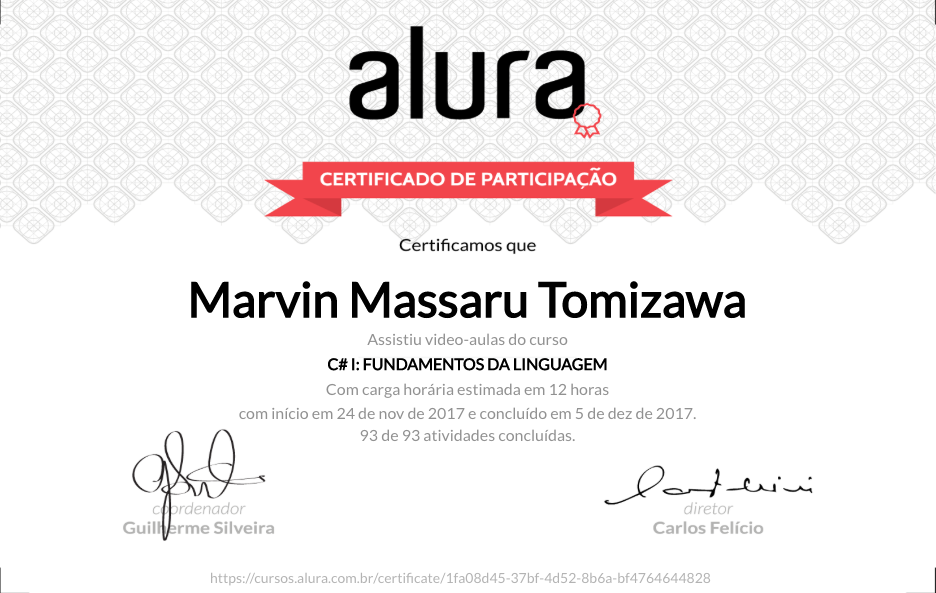 alura
CERTIFICADO DE PARTICIPAÇÃO
Certificamos que
Marvin Massaru Tomizawa
Assistiu video-aulas do curso
C# I: FUNDAMENTOS DA LINGUAGEM
Com carga horária estimada em 12 horas
com início em 24 de nov de 2017 e concluído em 5 de dez de 2017.
93 de 93 atividades concluídas.
coordenador
Guilherme Silveira
diretor
Carlos Felício
https://cursos.alura.com.br/certificate/1fa08d45-37bf-4d52-8b6a-bf4764644828